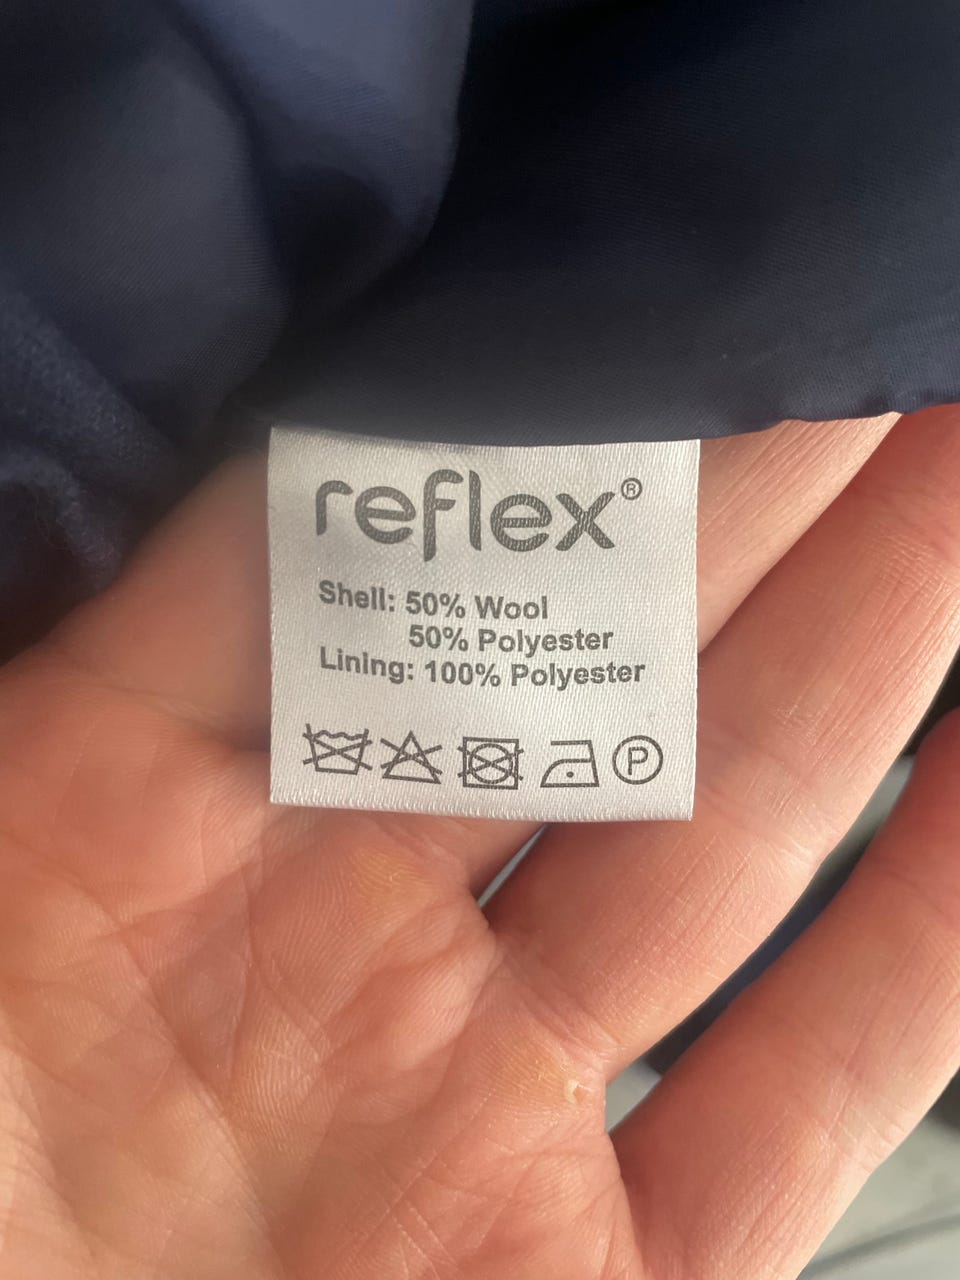 reflex®
Shell: 50% Wool
50% Polyester
Lining: 100% Polyester
P